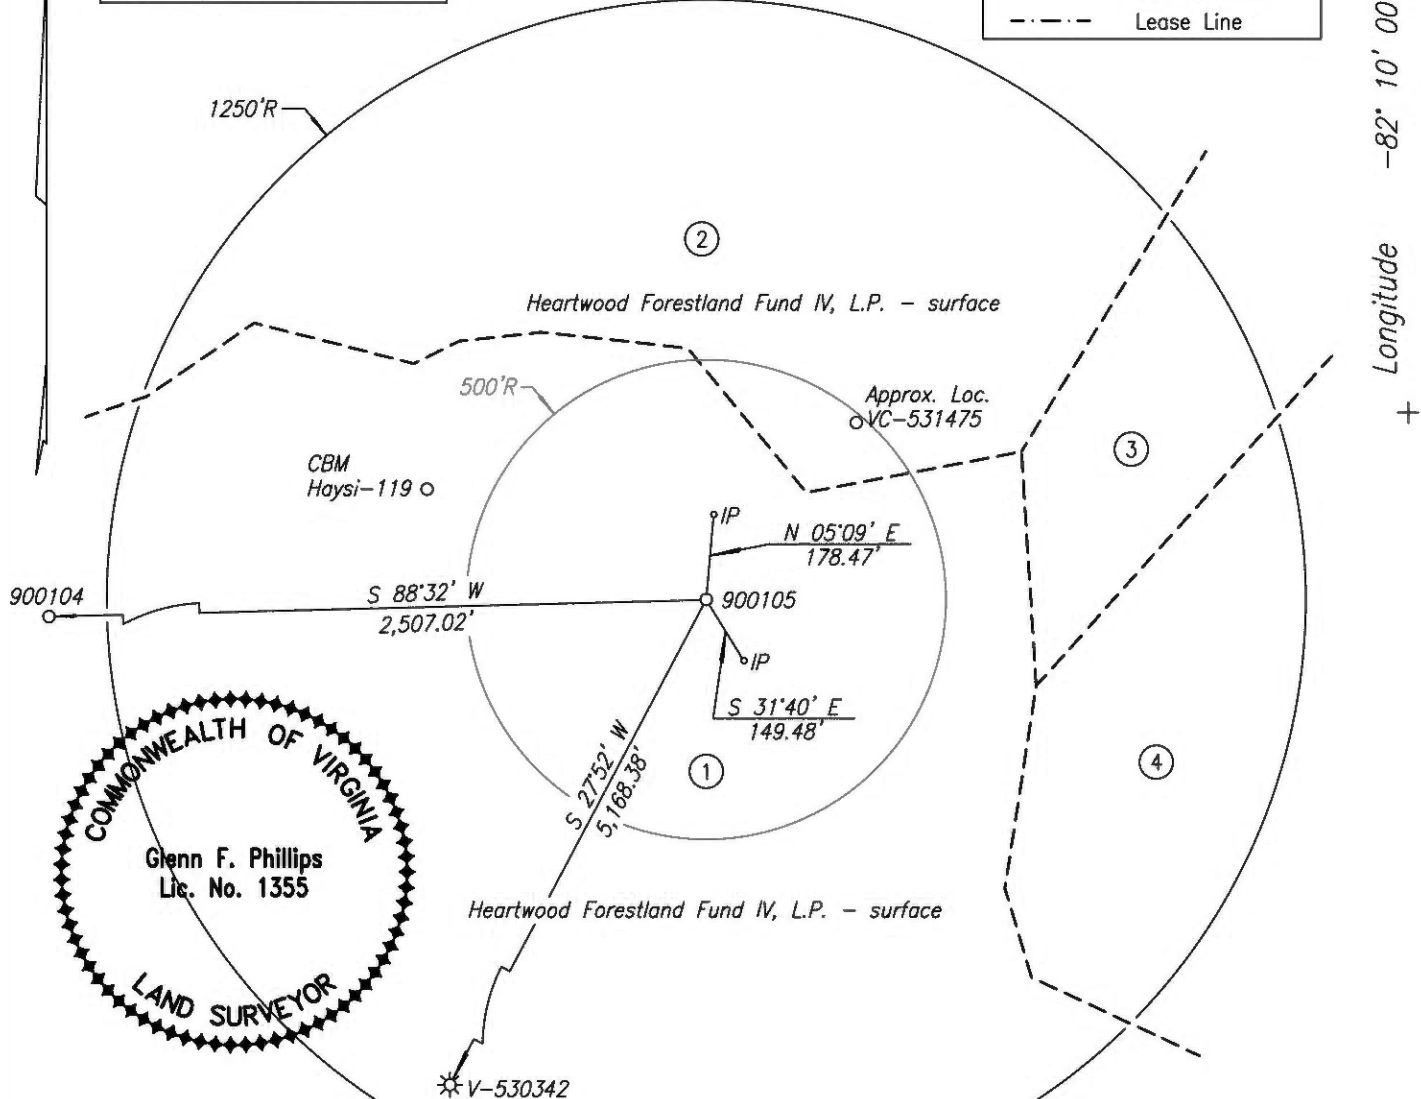 Lease Line
-82° 10' 00
Longitude
+
1250'R
2
Heartwood Forestland Fund IV, L.P. - surface
500'R
Approx. Loc.
VC-531475
3
CBM
Haysi-119
IP
N 05°09' E
178.47'
900104
S 88°32' W
2,507.02'
900105
IP
S 31°40' E
149.48'
S 27°52' W
5,168.38'
1
4
COMMONWEALTH OF VIRGINIA
Glenn F. Phillips
Lic. No. 1355
LAND SURVEYOR
Heartwood Forestland Fund IV, L.P. - surface
V-530342